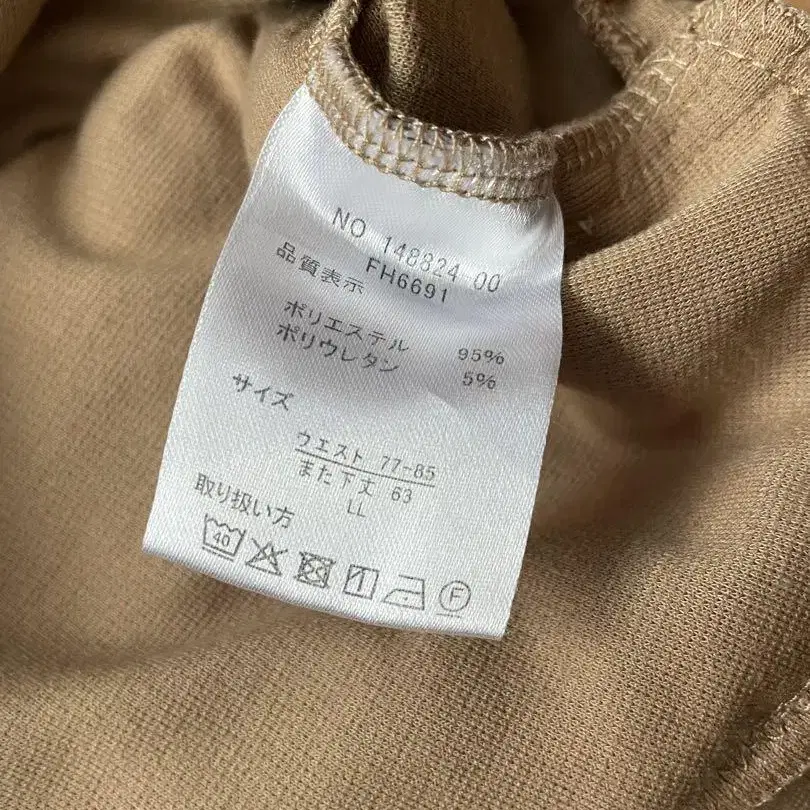 NO 148824-00
FH6691
品質表示
ポリエステル 95%
ポリウレタン 5%
サイズ
ウエスト 77-85
また下丈 63
LL
取り扱い方
40
F